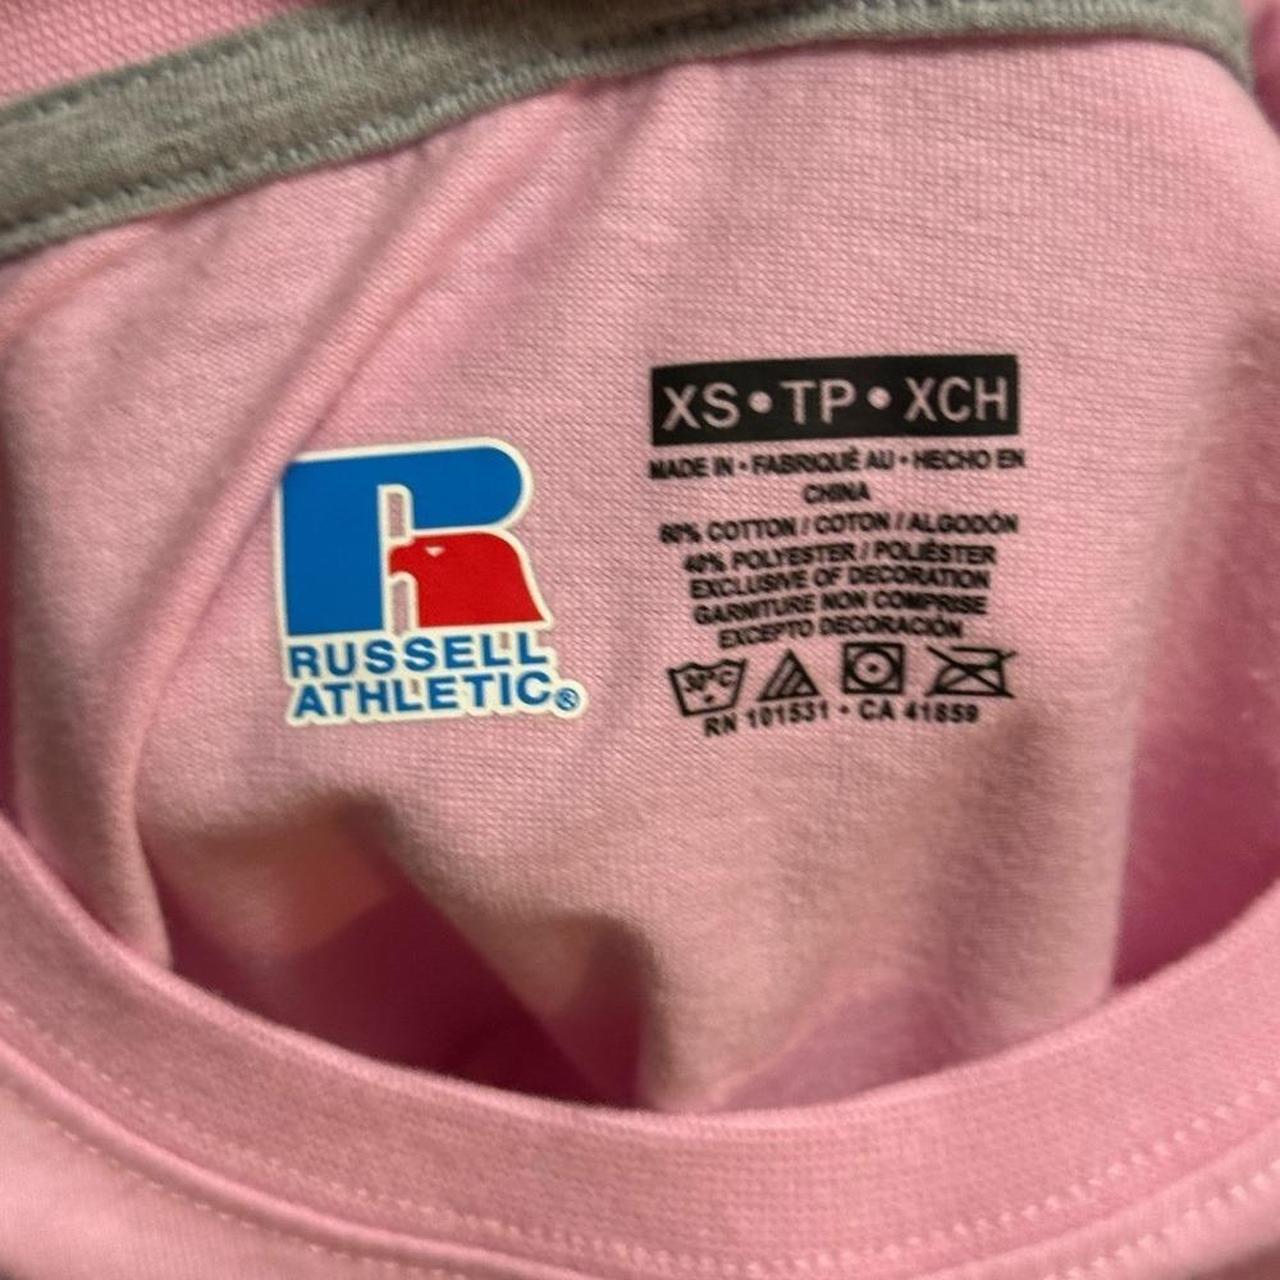 RUSSELL
ATHLETIC®
XS•TP•XCH
MADE IN • FABRIQUÉ AU • HECHO EN
CHINA
60% COTTON / COTON / ALGODÓN
40% POLYESTER / POLIÉSTER
EXCLUSIVE OF DECORATION
GARNITURE NON COMPRISE
EXCEPTO DECORACIÓN
30°C
RN 101531 • CA 41859